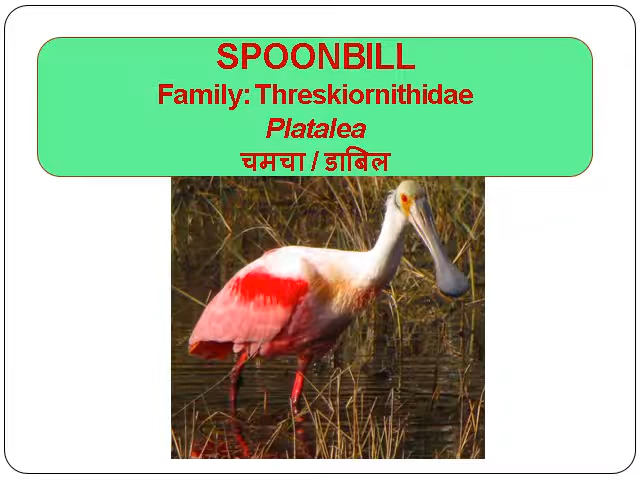 SPOONBILL
Family: Threskiornithidae
Platalea
चमचा / डाबिल